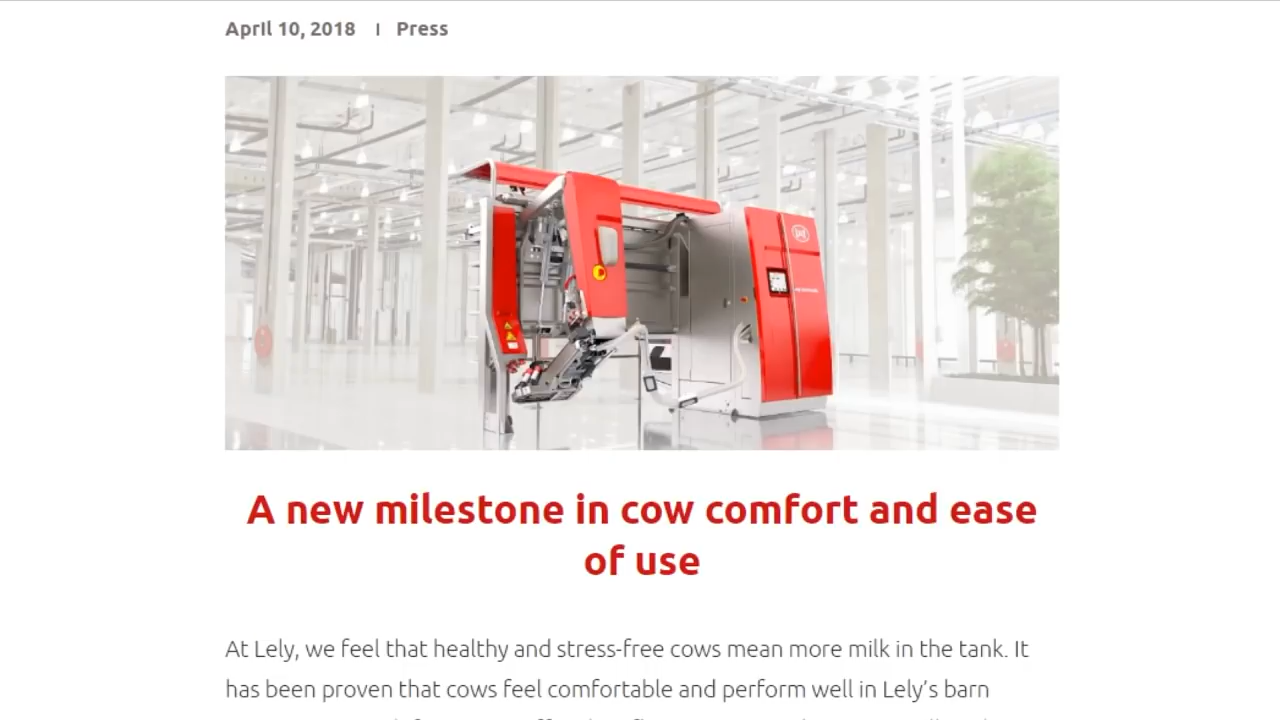 April 10, 2018 | Press
A new milestone in cow comfort and ease
of use
At Lely, we feel that healthy and stress-free cows mean more milk in the tank. It
has been proven that cows feel comfortable and perform well in Lely's barn